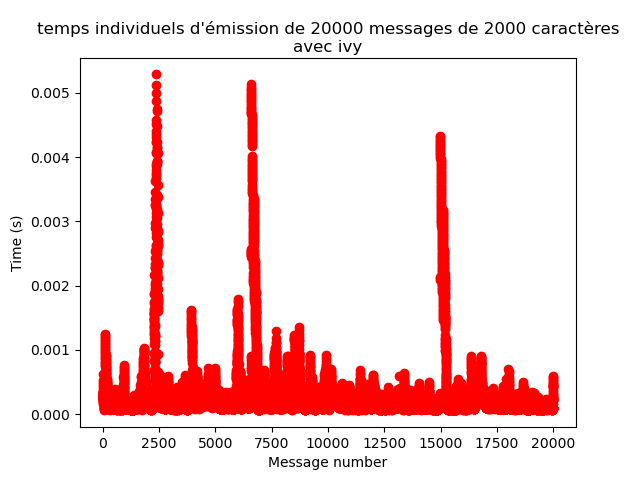 temps individuels d'émission de 20000 messages de 2000 caractères
avec ivy
0.005
0.004
0.003
0.002
0.001
0.000
Time (s)
0 2500 5000 7500 10000 12500 15000 17500 20000
Message number